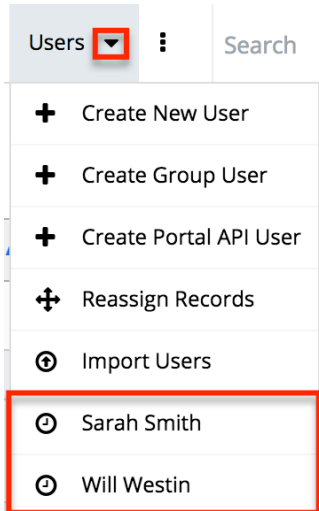 Users Search
Create New User
Create Group User
Create Portal API User
Reassign Records
Import Users
Sarah Smith
Will Westin